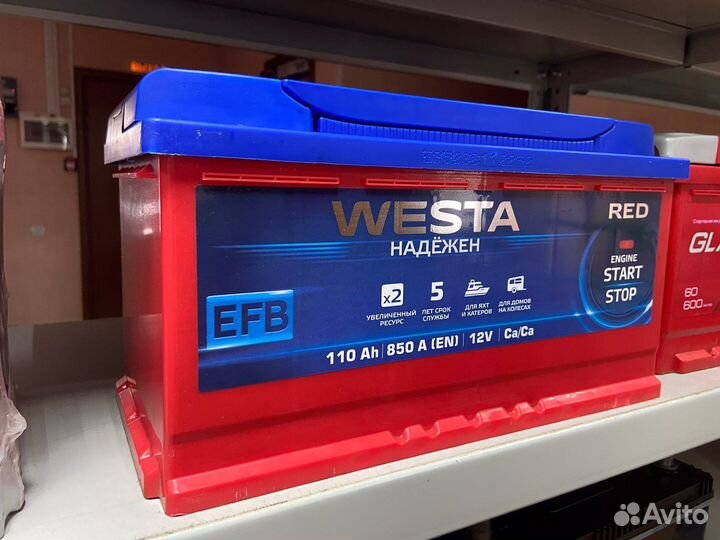 WESTA
НАДЁЖЕН
RED
ENGINE
START
STOP
EFB
x2
УВЕЛИЧЕННЫЙ
РЕСУРС
5
ЛЕТ СРОК
СЛУЖБЫ
ДЛЯ ЯХТ
И КАТЕРОВ
ДЛЯ ДОМОВ
НА КОЛЕСАХ
110 Ah | 850 A (EN) | 12V | Ca/Ca
GLA
60
600
Avito